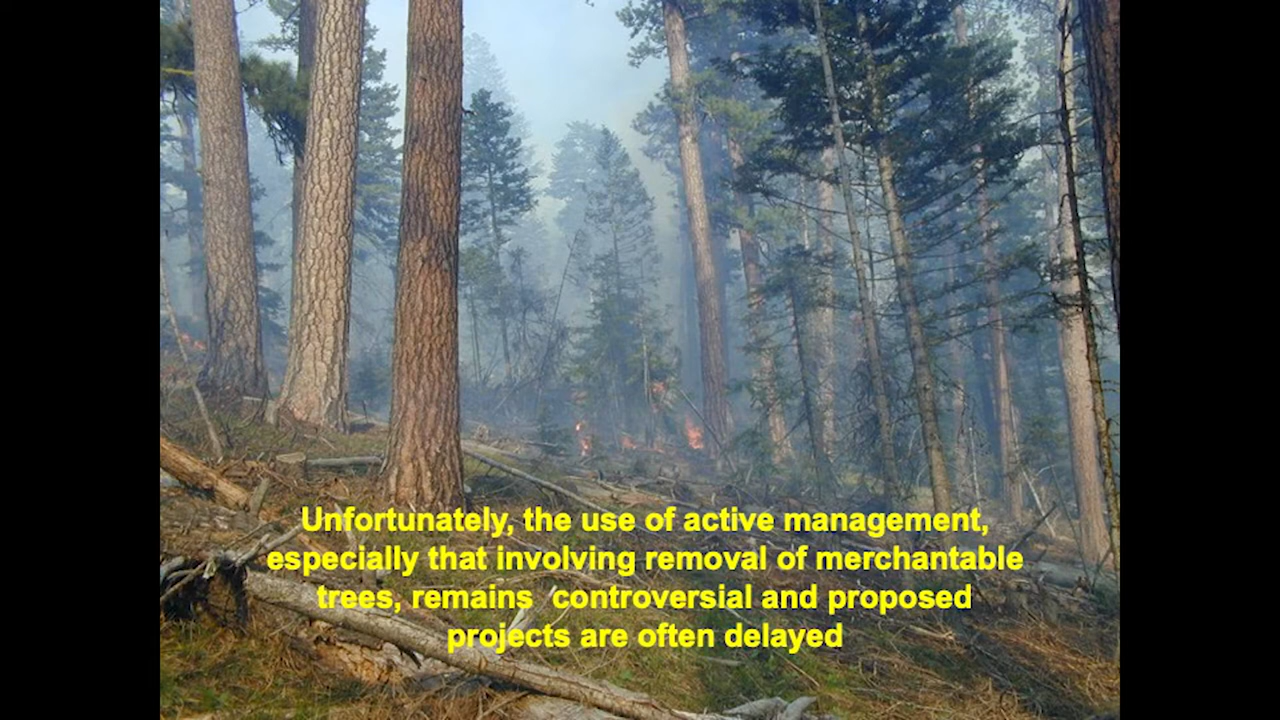 Unfortunately, the use of active management,
especially that involving removal of merchantable
trees, remains  controversial and proposed
projects are often delayed